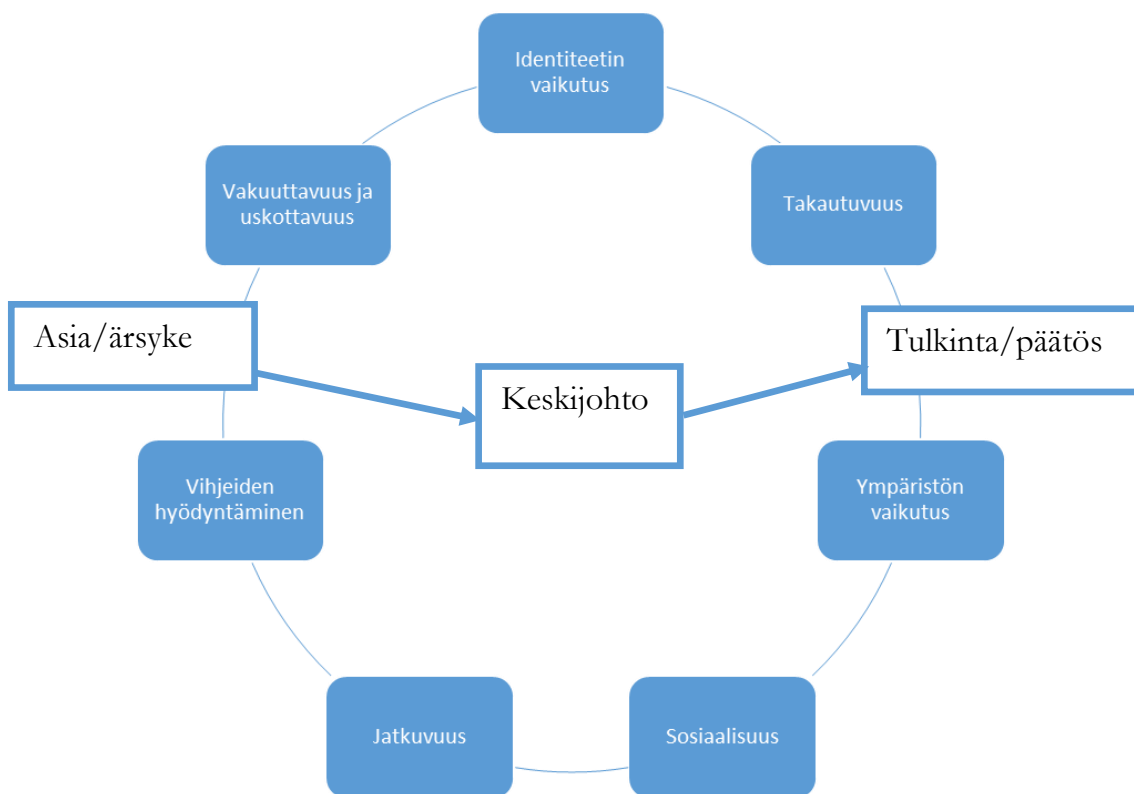 Identiteetin
vaikutus
Vakuuttavuus ja
uskottavuus
Takautuvuus
Asia/ärsyke
Keskijohto
Tulkinta/päätös
Vihjeiden
hyödyntäminen
Ympäristön
vaikutus
Jatkuvuus
Sosiaalisuus